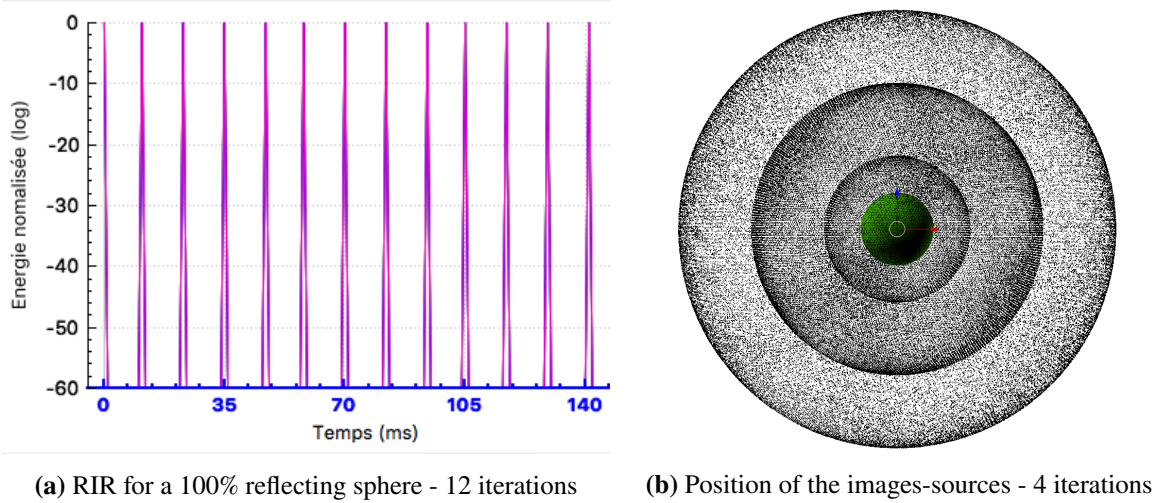 0
-10
-20
-30
-40
-50
-60
Energie nomalisée (log)
0 35 70 105 140
Temps (ms)
(a) RIR for a 100% reflecting sphere - 12 iterations
(b) Position of the images-sources - 4 iterations